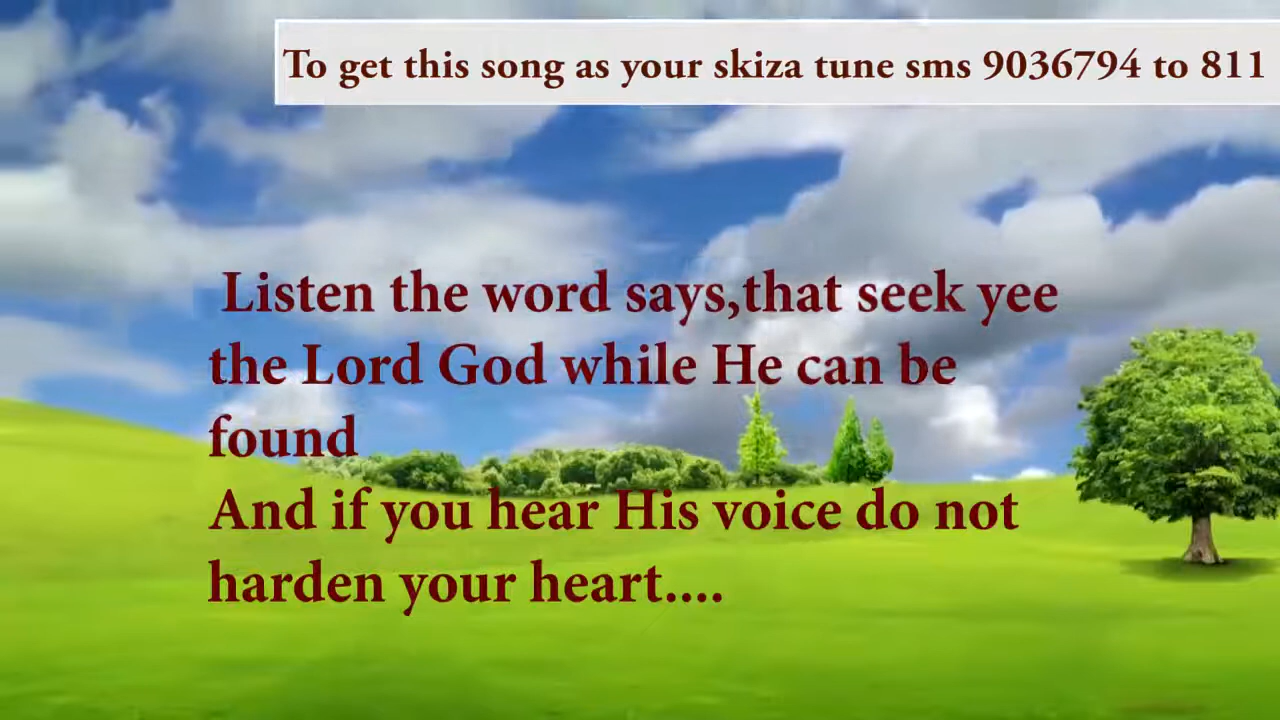 To get this song as your skiza tune sms 9036794 to 811
Listen the word says,that seek yee
the Lord God while He can be
found
And if you hear His voice do not
harden your heart....